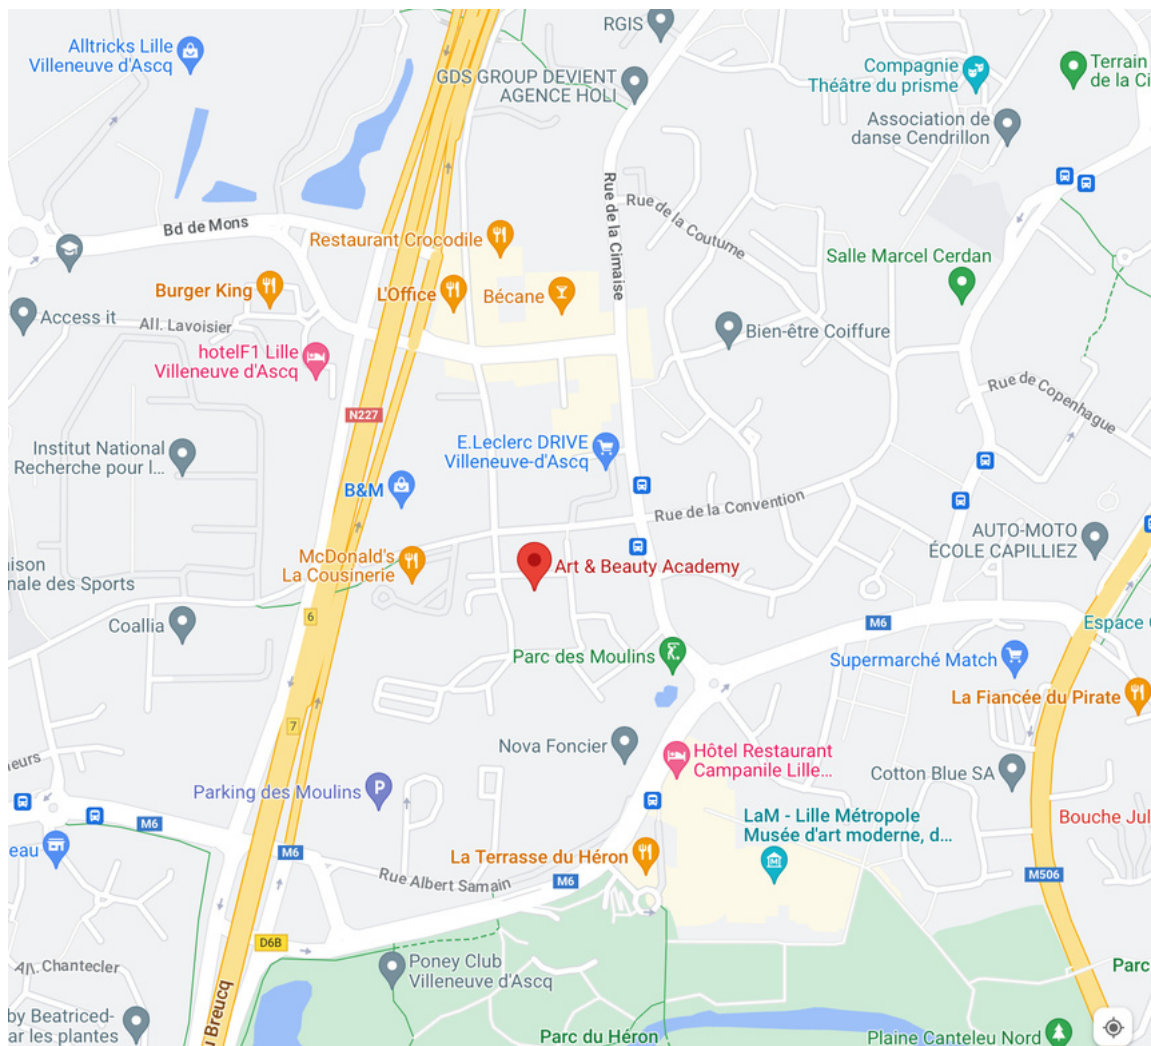 RGIS
Alltricks Lille
Villeneuve d'Ascq
GDS GROUP DEVIENT
AGENCE HOLI
Compagnie
Théâtre du prisme
Terrain
de la Ci
Association de
danse Cendrillon
Rue de la Cimaise
Rue de la Coutume
Bd de Mons
Restaurant Crocodile
Salle Marcel Cerdan
Burger King
L'Office
Bécane
Access it
All. Lavoisier
Bien-être Coiffure
hotelF1 Lille
Villeneuve d'Ascq
Rue de Copenhague
N227
Institut National
Recherche pour l...
E.Leclerc DRIVE
Villeneuve-d'Ascq
B&M
Rue de la Convention
AUTO-MOTO
ÉCOLE CAPILLIEZ
McDonald's
La Cousinerie
Art & Beauty Academy
aison
nale des Sports
6
Coallia
M6
Espace C
Parc des Moulins
Supermarché Match
La Fiancée du Pirate
7
Nova Foncier
Hôtel Restaurant
Campanile Lille...
Cotton Blue SA
leurs
Parking des Moulins
P
LaM - Lille Métropole
Musée d'art moderne, d...
Bouche Jul
M6
eau
M6
La Terrasse du Héron
Rue Albert Samain
M6
M506
D6B
All. Chantecler
Poney Club
Villeneuve d'Ascq
Parc
u Breucq
by Beatriced-
ar les plantes
Parc du Héron
Plaine Canteleu Nord